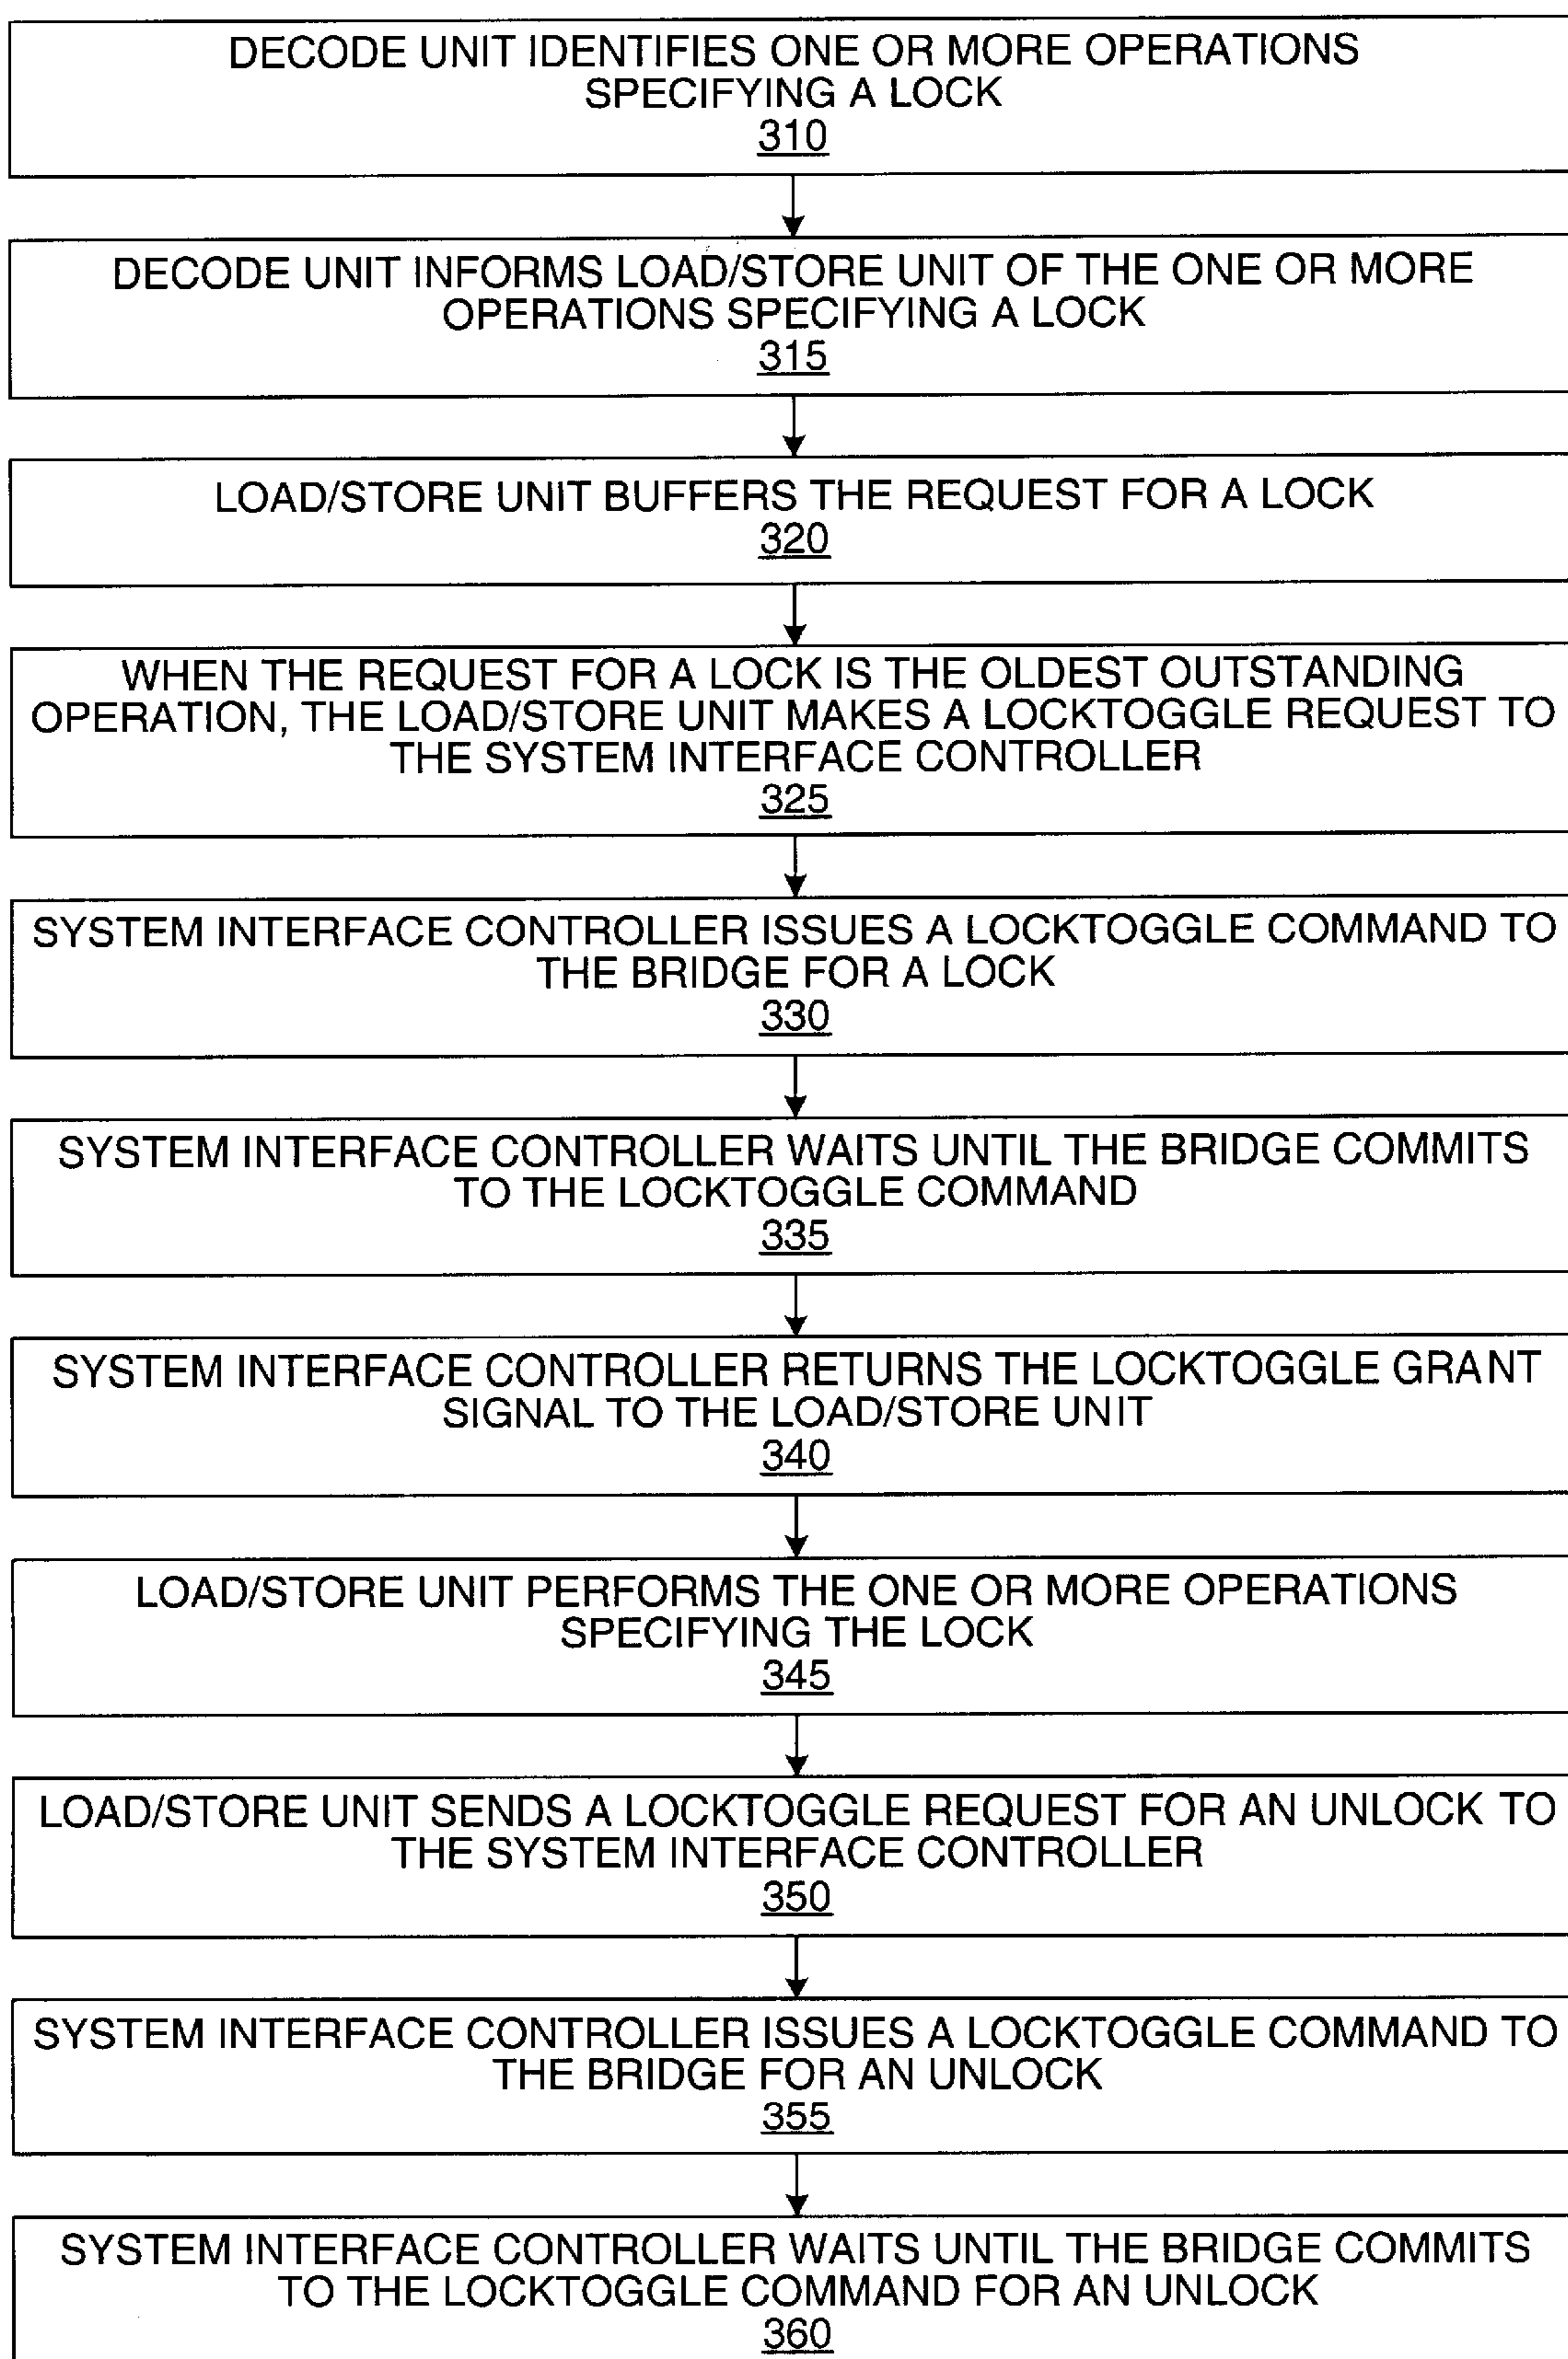 DECODE UNIT IDENTIFIES ONE OR MORE OPERATIONS
SPECIFYING A LOCK
310
DECODE UNIT INFORMS LOAD/STORE UNIT OF THE ONE OR MORE
OPERATIONS SPECIFYING A LOCK
315
LOAD/STORE UNIT BUFFERS THE REQUEST FOR A LOCK
320
WHEN THE REQUEST FOR A LOCK IS THE OLDEST OUTSTANDING
OPERATION, THE LOAD/STORE UNIT MAKES A LOCKTOGGLE REQUEST TO
THE SYSTEM INTERFACE CONTROLLER
325
SYSTEM INTERFACE CONTROLLER ISSUES A LOCKTOGGLE COMMAND TO
THE BRIDGE FOR A LOCK
330
SYSTEM INTERFACE CONTROLLER WAITS UNTIL THE BRIDGE COMMITS
TO THE LOCKTOGGLE COMMAND
335
SYSTEM INTERFACE CONTROLLER RETURNS THE LOCKTOGGLE GRANT
SIGNAL TO THE LOAD/STORE UNIT
340
LOAD/STORE UNIT PERFORMS THE ONE OR MORE OPERATIONS
SPECIFYING THE LOCK
345
LOAD/STORE UNIT SENDS A LOCKTOGGLE REQUEST FOR AN UNLOCK TO
THE SYSTEM INTERFACE CONTROLLER
350
SYSTEM INTERFACE CONTROLLER ISSUES A LOCKTOGGLE COMMAND TO
THE BRIDGE FOR AN UNLOCK
355
SYSTEM INTERFACE CONTROLLER WAITS UNTIL THE BRIDGE COMMITS
TO THE LOCKTOGGLE COMMAND FOR AN UNLOCK
360